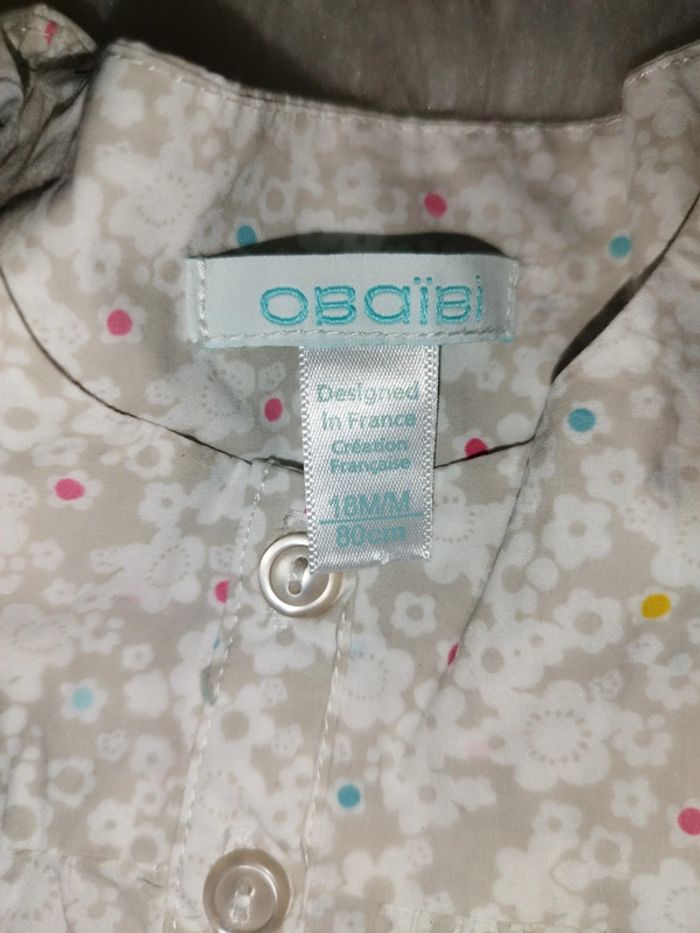 OBaïBi
Designed
In France
Création
Française
18M/M
80cm